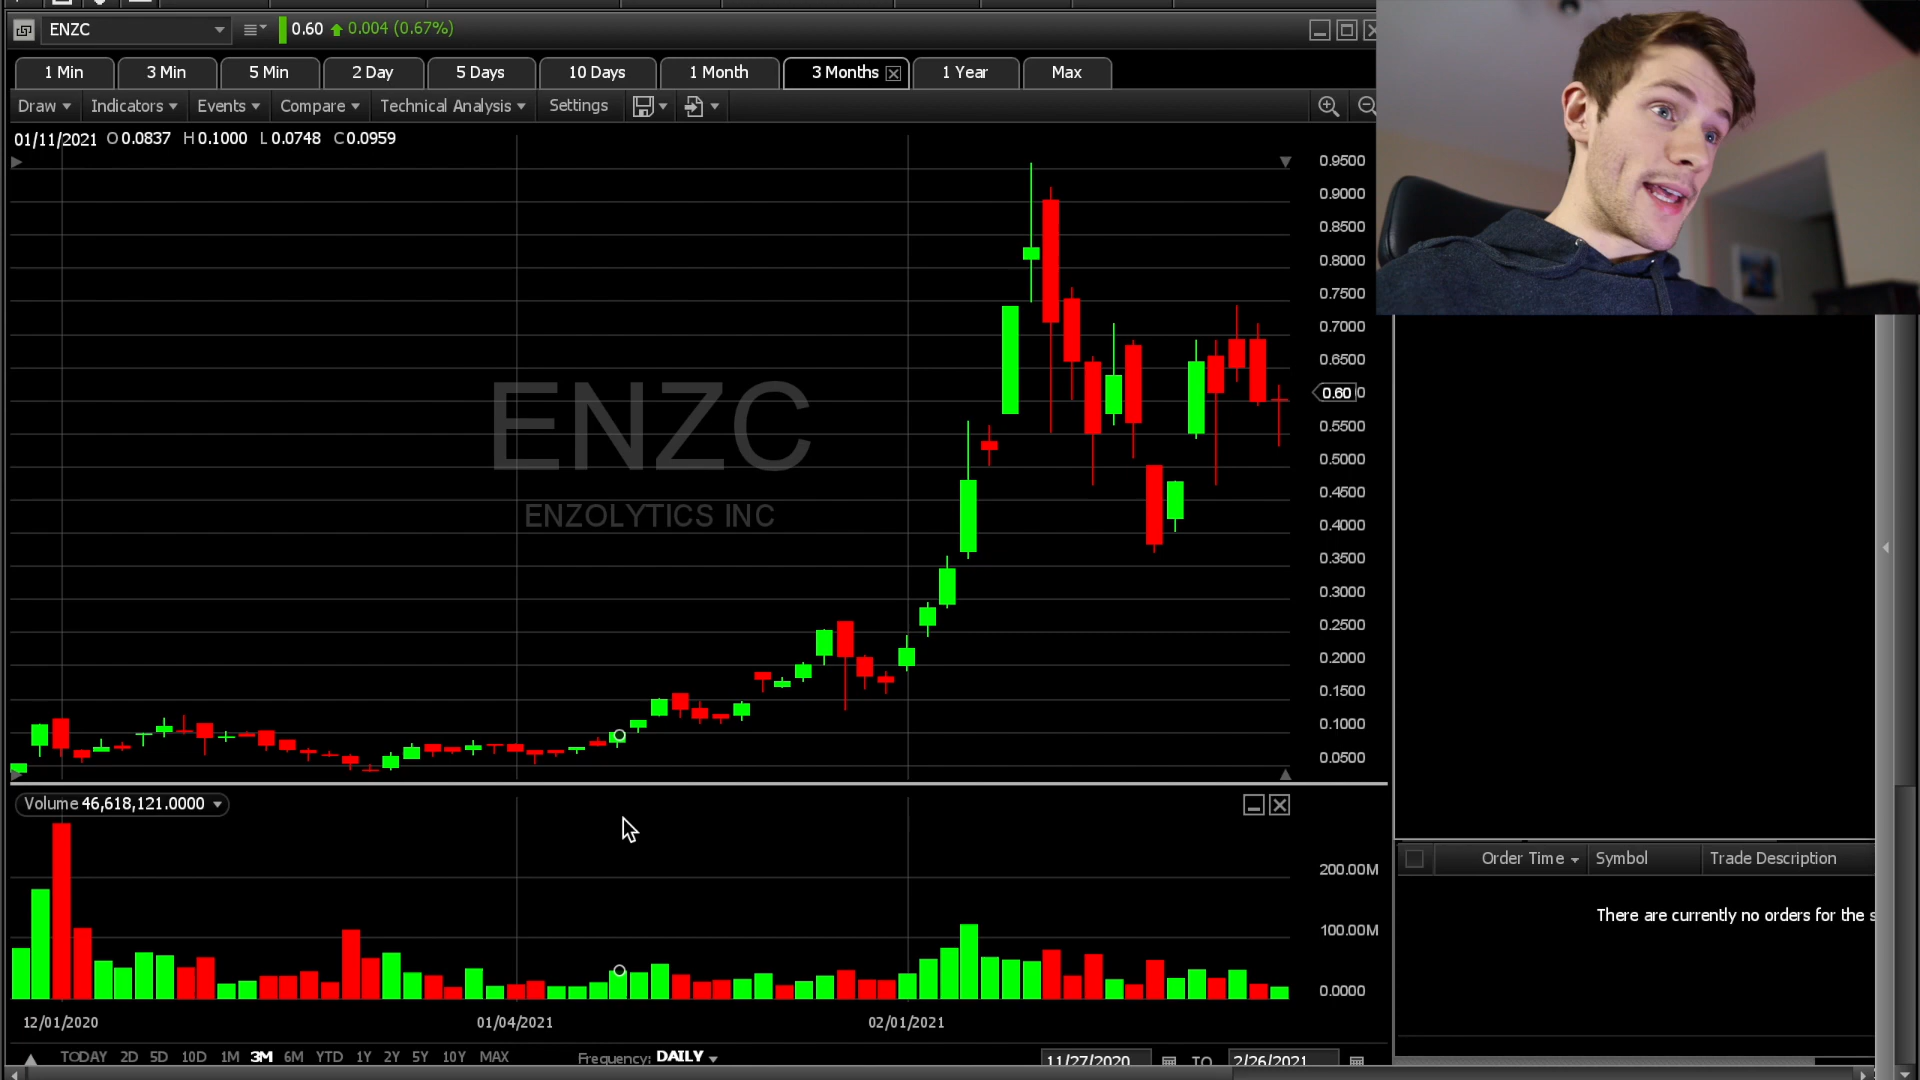 ENZC 0.60 0.004 (0.67%)
1 Min 3 Min 5 Min 2 Day 5 Days 10 Days 1 Month 3 Months 1 Year Max
Draw Indicators Events Compare Technical Analysis Settings
01/11/2021 O 0.0837 H 0.1000 L 0.0748 C 0.0959
0.9500
0.9000
0.8500
0.8000
0.7500
0.7000
0.6500
0.60 0
0.5500
0.5000
0.4500
0.4000
0.3500
0.3000
0.2500
0.2000
0.1500
0.1000
0.0500
ENZC
ENZOLYTICS INC
Volume 46,618,121.0000
200.00M
100.00M
0.0000
12/01/2020 01/04/2021 02/01/2021
TODAY 2D 5D 10D 1M 3M 6M YTD 1Y 2Y 5Y 10Y MAX Frequency: DAILY 11/27/2020 TO 2/26/2021
Order Time Symbol Trade Description
There are currently no orders for the s